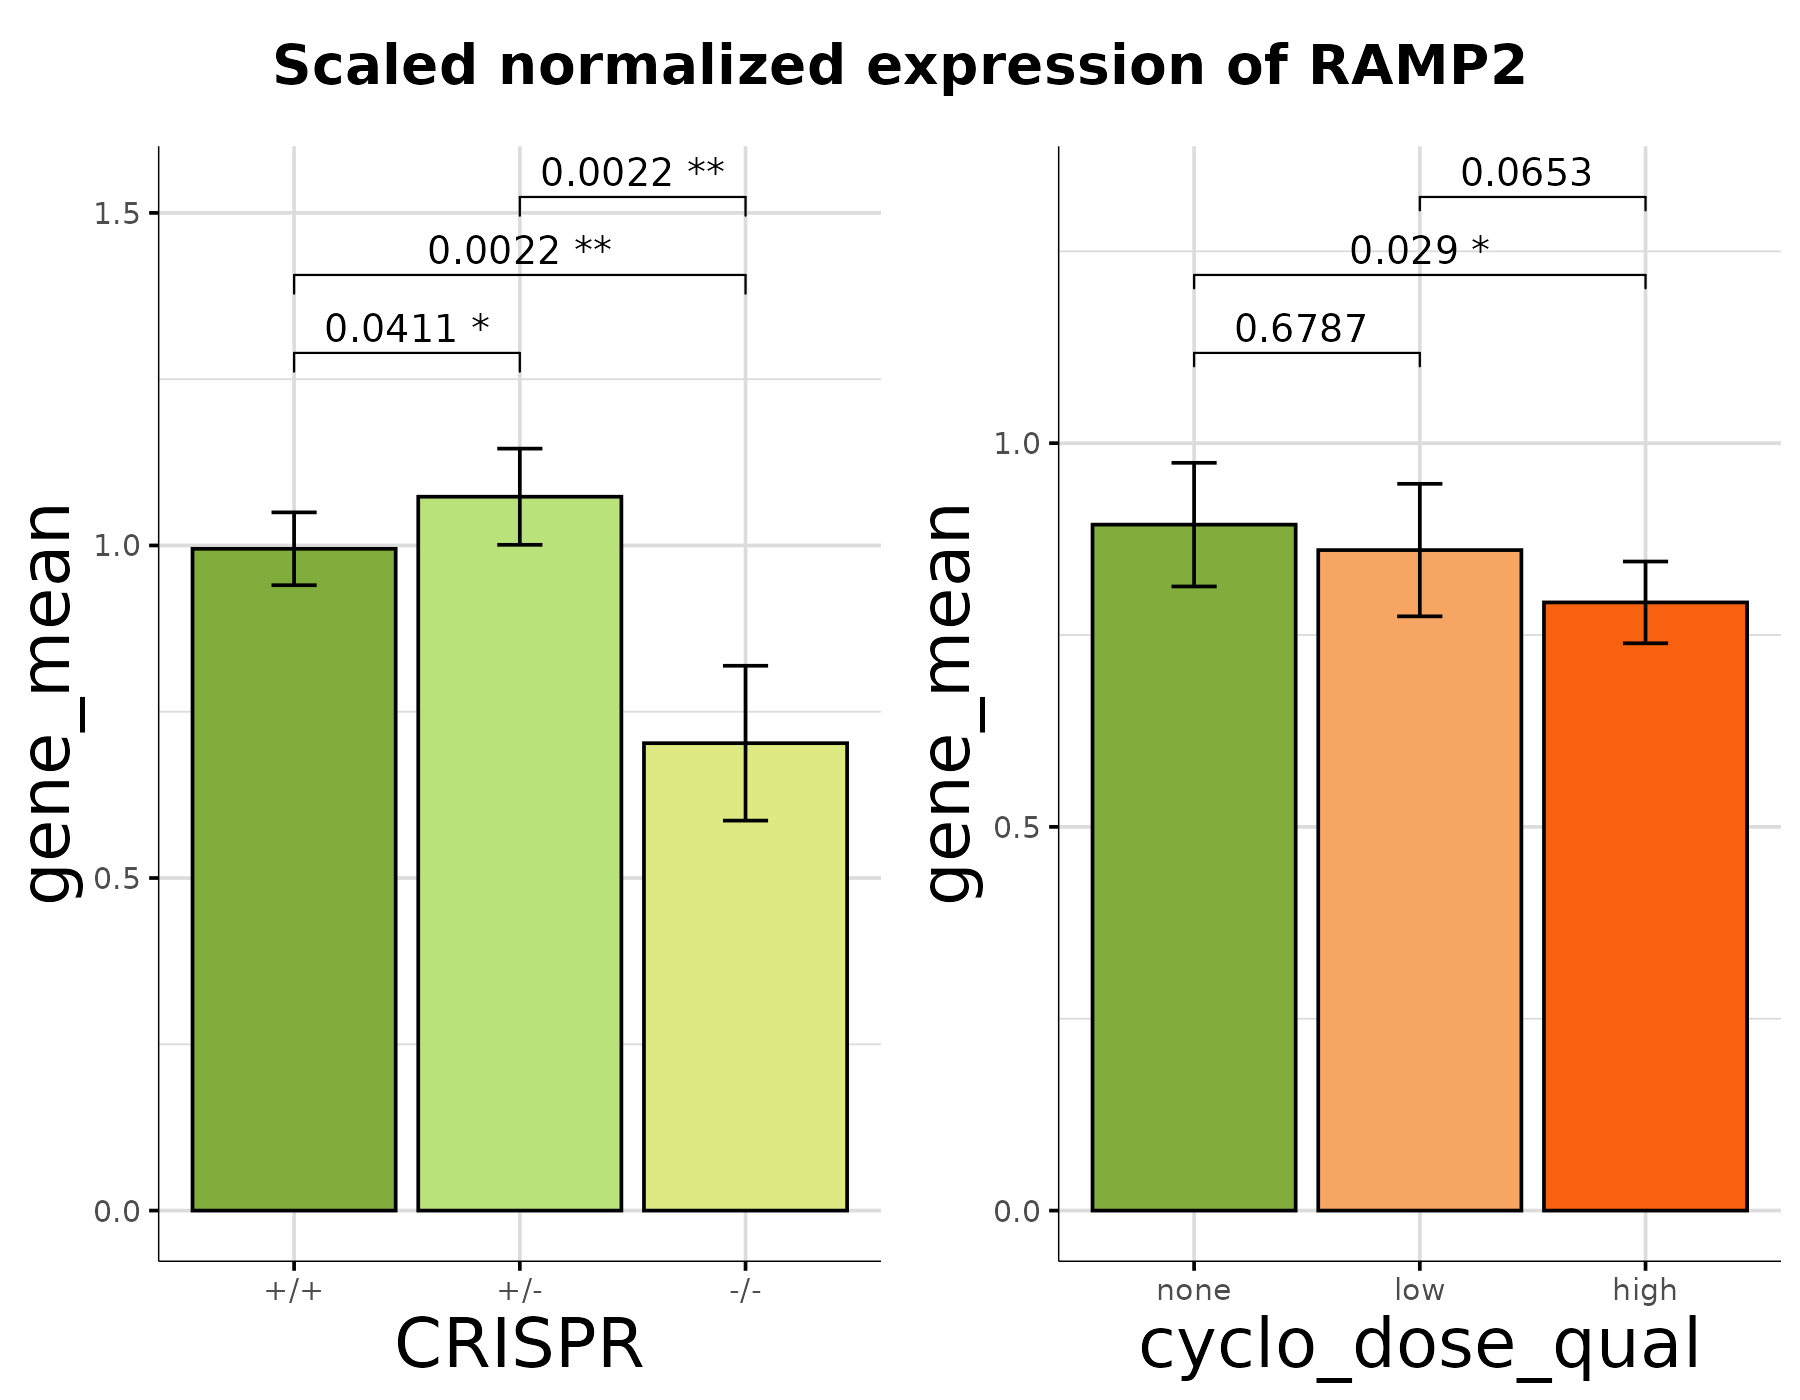 Scaled normalized expression of RAMP2
gene_mean
1.5
1.0
0.5
0.0
0.0022 **
0.0022 **
0.0411 *
+/+
+/-
-/-
CRISPR
gene_mean
1.0
0.5
0.0
0.0653
0.029 *
0.6787
none
low
high
cyclo_dose_qual